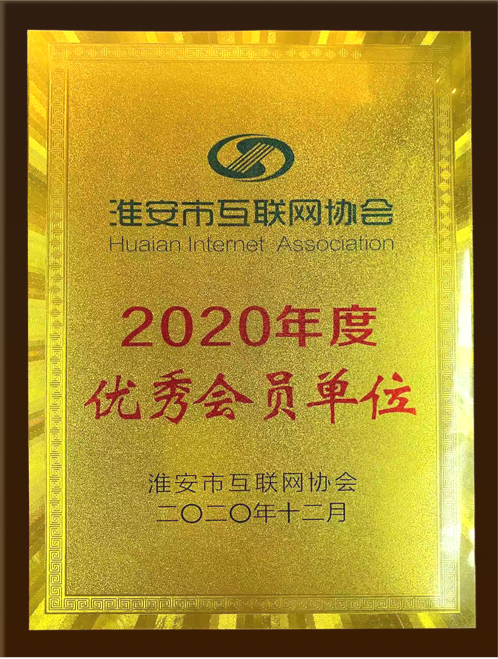 淮安市互联网协会
Huaian Internet Association
2020年度
优秀会员单位
淮安市互联网协会
二〇二〇年十二月